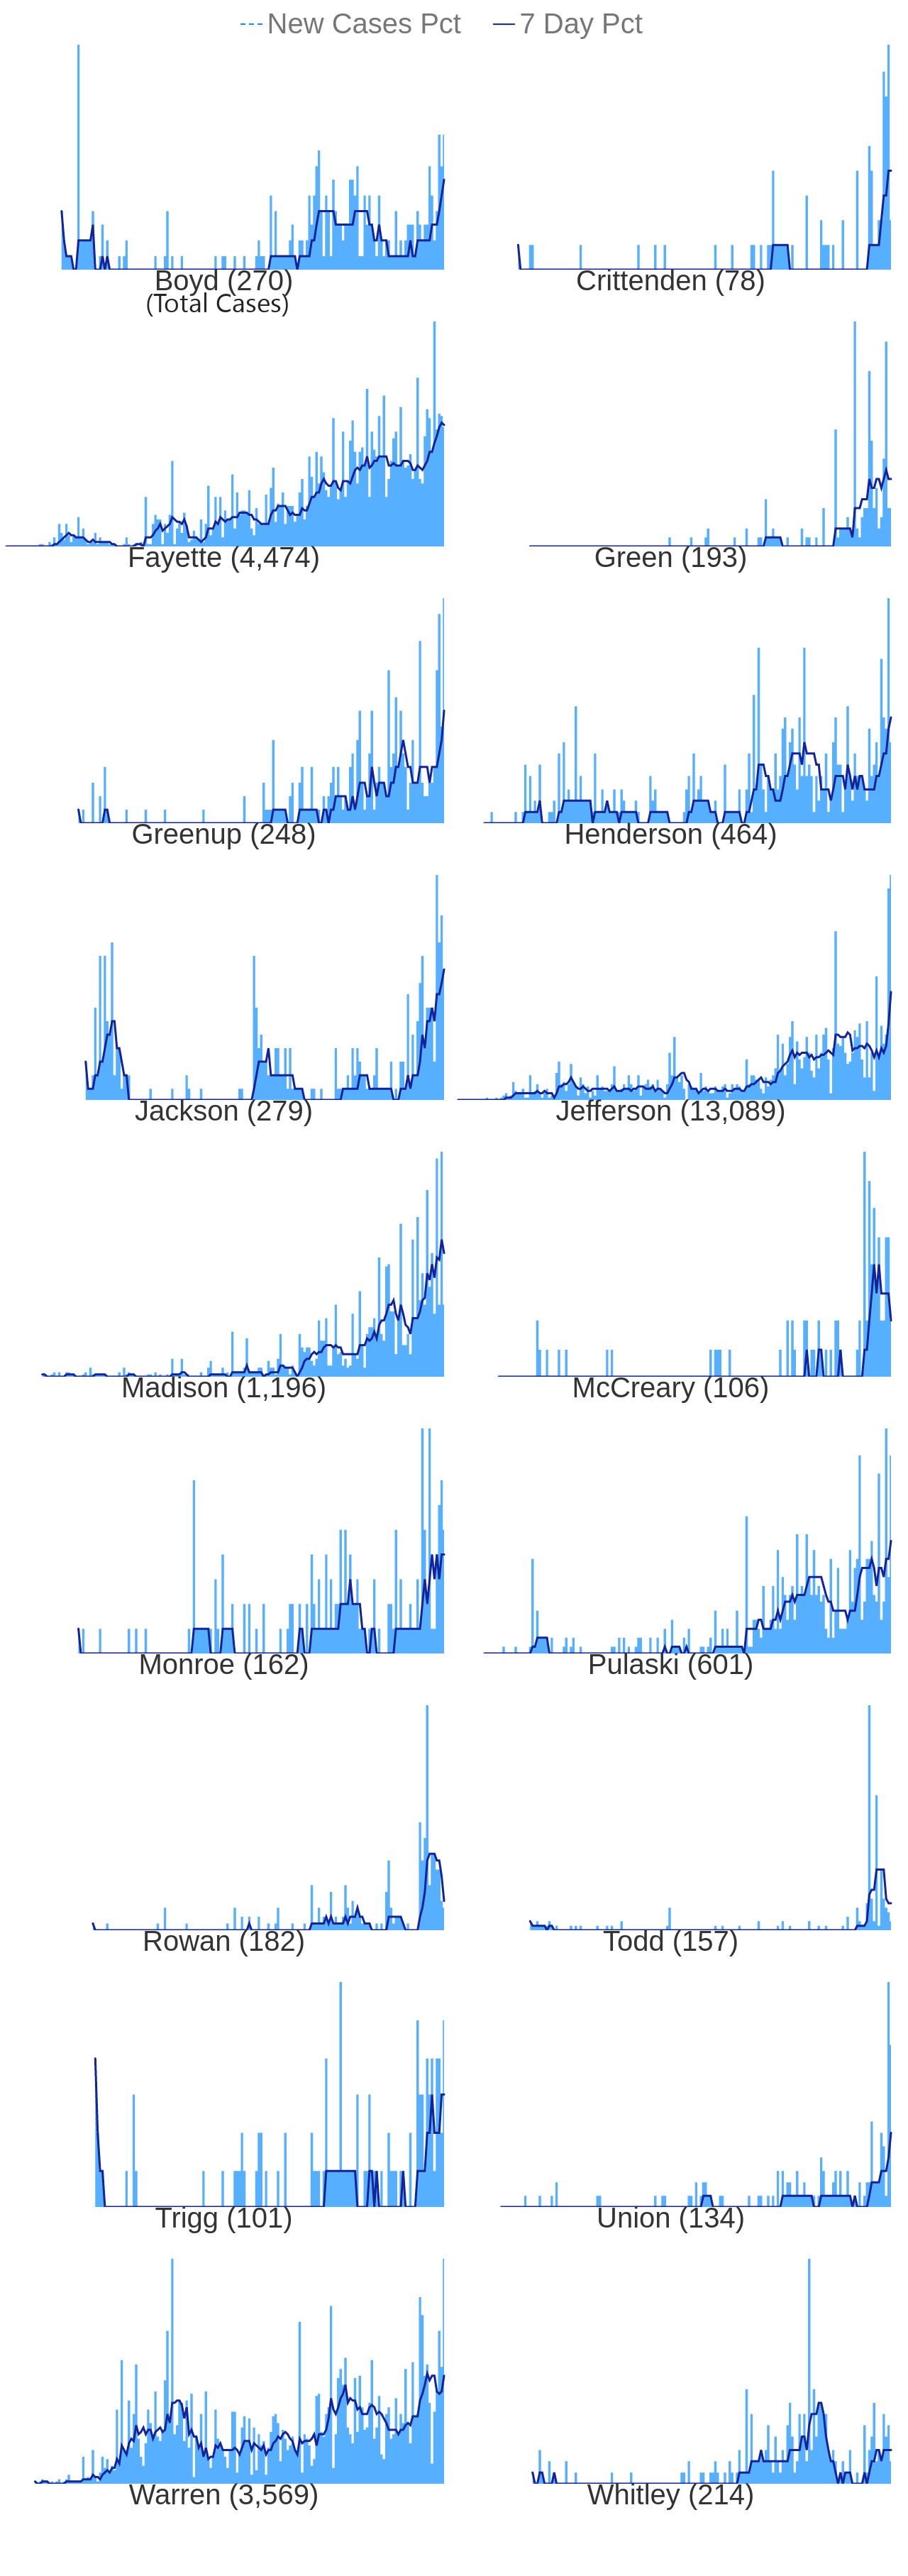 New Cases Pct 7 Day Pct
Boyd (270) Crittenden (78)
(Total Cases)
Fayette (4,474) Green (193)
Greenup (248) Henderson (464)
Jackson (279) Jefferson (13,089)
Madison (1,196) McCreary (106)
Monroe (162) Pulaski (601)
Rowan (182) Todd (157)
Trigg (101) Union (134)
Warren (3,569) Whitley (214)